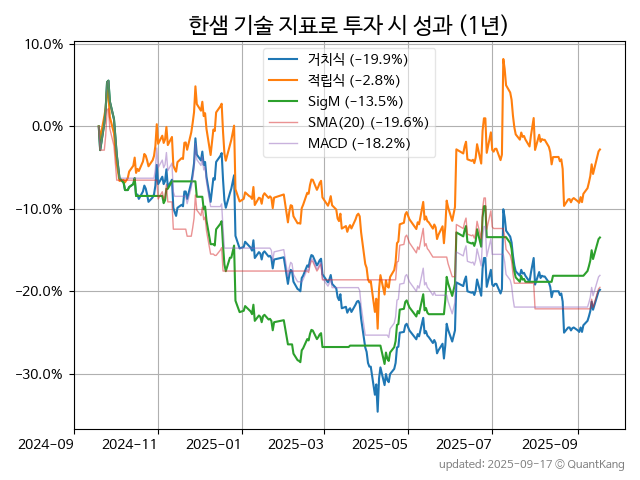 한샘 기술 지표로 투자 시 성과 (1년)
10.0%
0.0%
−10.0%
−20.0%
−30.0%
거치식 (−19.9%)
적립식 (−2.8%)
SigM (−13.5%)
SMA(20) (−19.6%)
MACD (−18.2%)
2024-09 2024-11 2025-01 2025-03 2025-05 2025-07 2025-09
updated: 2025-09-17 © QuantKang